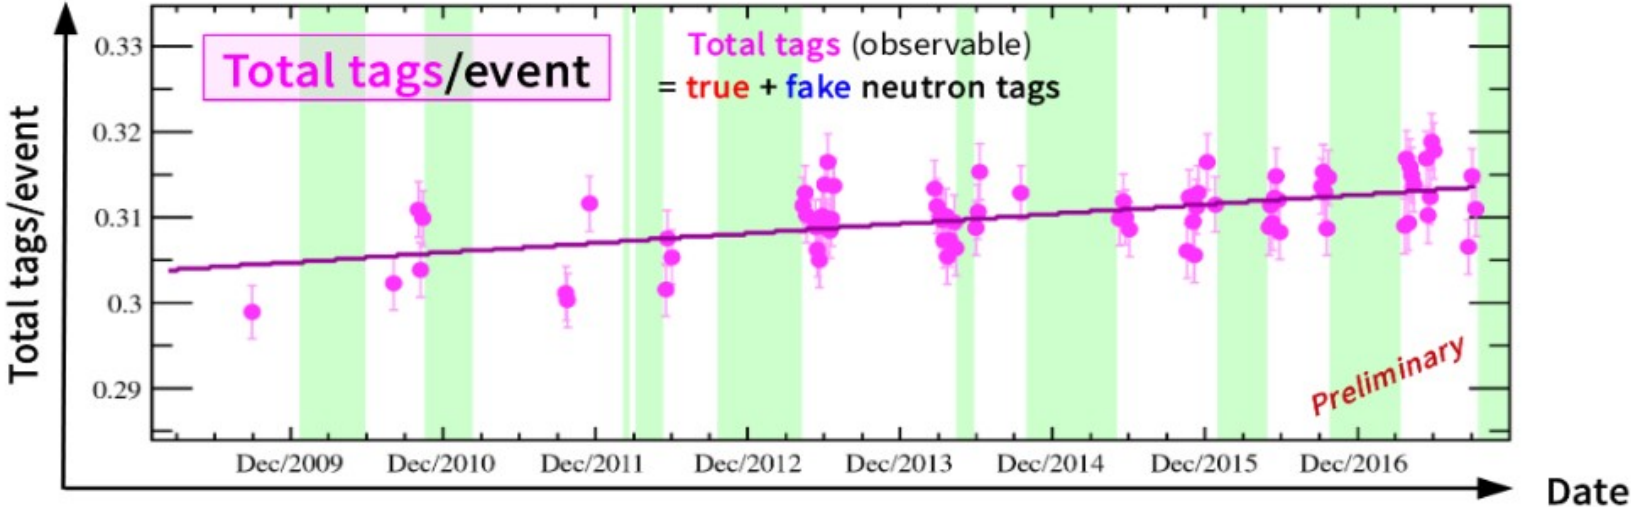 Total tags/event
Total tags (observable)
= true + fake neutron tags
Total tags/event
0.33
0.32
0.31
0.3
0.29
Preliminary
Dec/2009 Dec/2010 Dec/2011 Dec/2012 Dec/2013 Dec/2014 Dec/2015 Dec/2016
Date